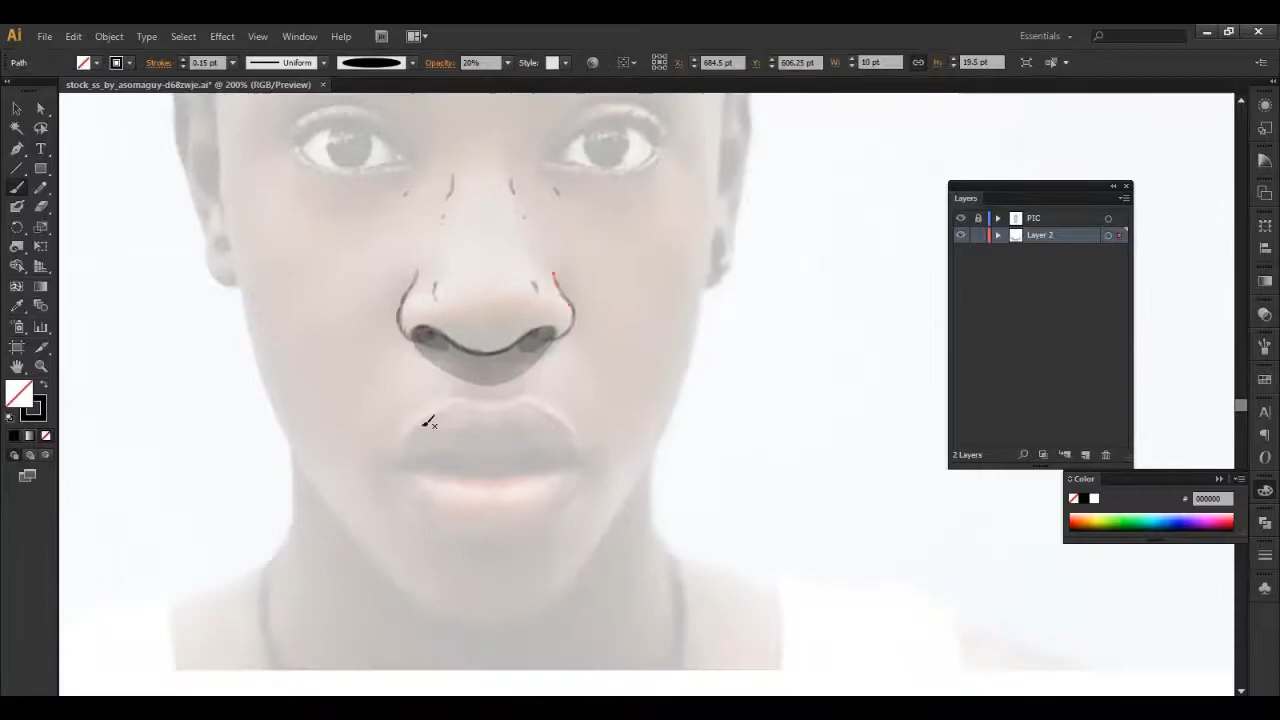 Ai File Edit Object Type Select Effect View Window Help Br Essentials
Path Stroke: 0.15 pt Uniform Opacity: 20% Style: X: 684.5 pt Y: 606.25 pt W: 10 pt H: 19.5 pt
stock_ss_by_asomaguy-d68zwje.ai* @ 200% (RGB/Preview)
Layers
PIC
Layer 2
2 Layers
Color
# 000000